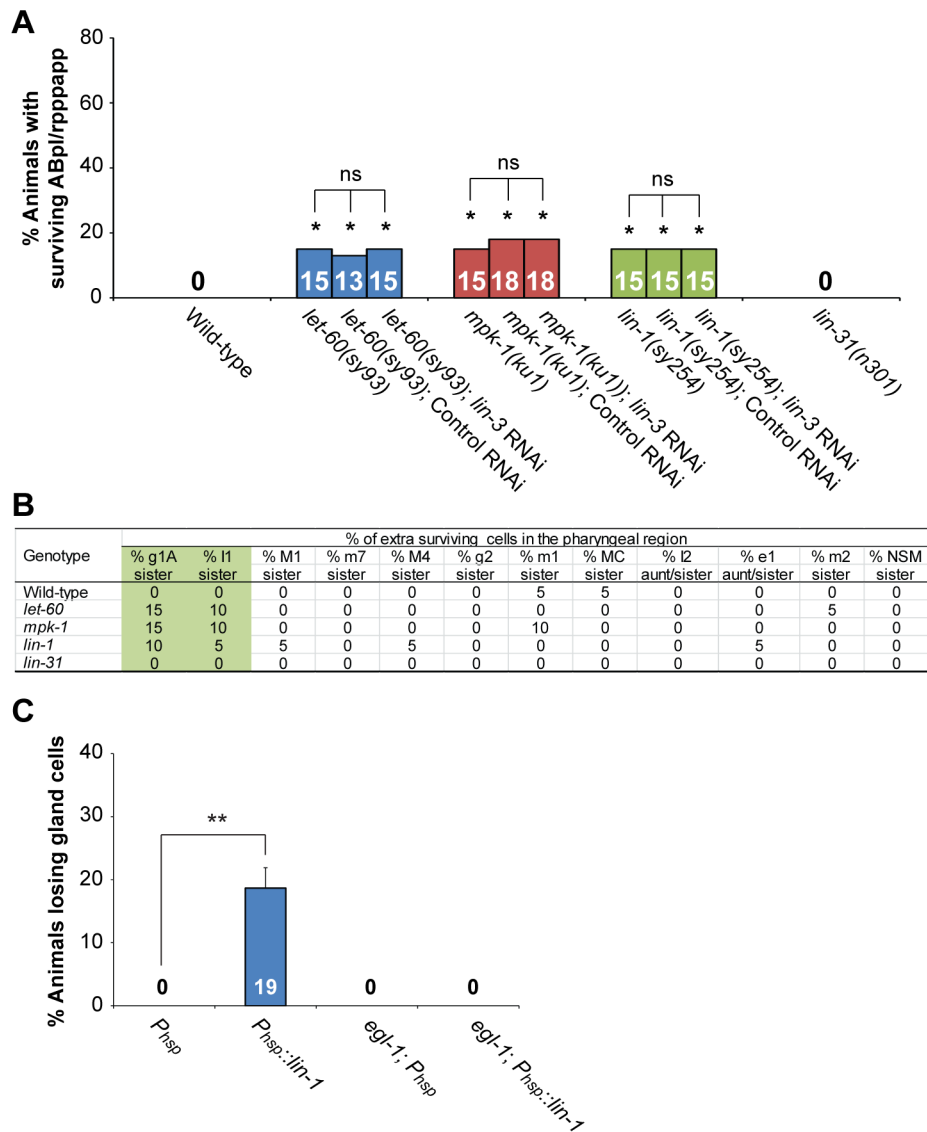 A
% Animals with
surviving ABpl/rpppapp
80
60
40
20
0
ns
ns
ns
* * *
* * *
* * *
0
15 13 15
15 18 18
15 15 15
0
Wild-type
let-60(sy93)
let-60(sy93); Control RNAi
let-60(sy93); lin-3 RNAi
mpk-1(ku1)
mpk-1(ku1); Control RNAi
mpk-1(ku1)); lin-3 RNAi
lin-1(sy254)
lin-1(sy254); Control RNAi
lin-1(sy254); lin-3 RNAi
lin-31(n301)
B
% of extra surviving cells in the pharyngeal region
Genotype % g1A % I1 % M1 % m7 % M4 % g2 % m1 % MC % I2 % e1 % m2 % NSM
sister sister sister sister sister sister sister sister aunt/sister aunt/sister sister sister
Wild-type 0 0 0 0 0 0 5 5 0 0 0 0
let-60 15 10 0 0 0 0 0 0 0 0 5 0
mpk-1 15 10 0 0 0 0 10 0 0 0 0 0
lin-1 10 5 5 0 5 0 0 0 0 5 0 0
lin-31 0 0 0 0 0 0 0 0 0 0 0 0
C
% Animals losing gland cells
40
30
20
10
0
**
0
19
0
0
Phsp
Phsp::lin-1
egl-1; Phsp
egl-1; Phsp::lin-1